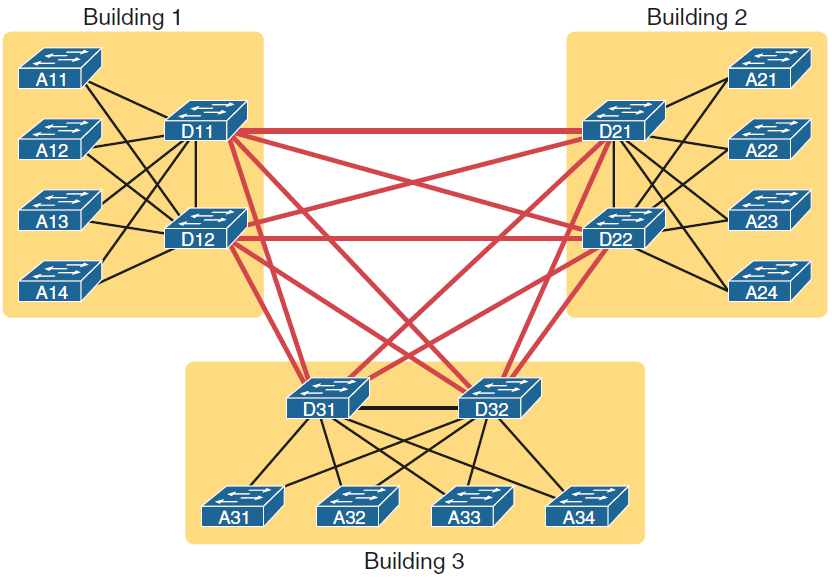 Building 1
Building 2
A11
A12
A13
A14
D11
D12
D21
D22
A21
A22
A23
A24
D31
D32
A31
A32
A33
A34
Building 3